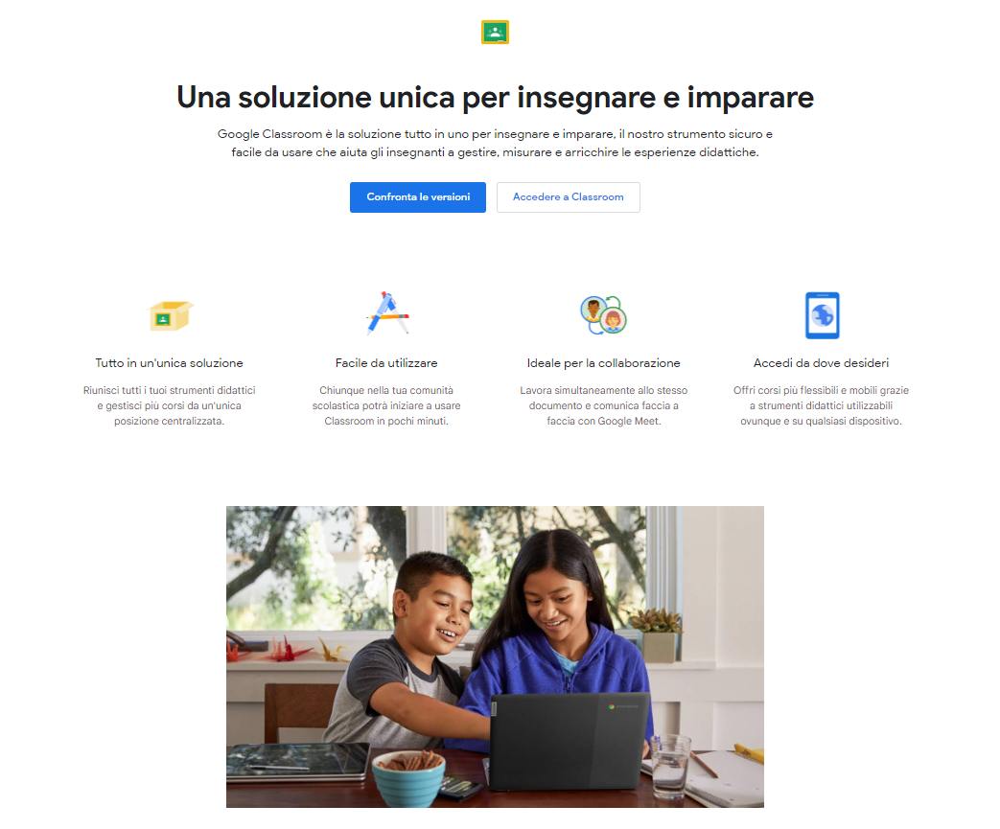 Una soluzione unica per insegnare e imparare
Google Classroom è la soluzione tutto in uno per insegnare e imparare, il nostro strumento sicuro e
facile da usare che aiuta gli insegnanti a gestire, misurare e arricchire le esperienze didattiche.
Confronta le versioni
Accedere a Classroom
Tutto in un'unica soluzione
Riunisci tutti i tuoi strumenti didattici
e gestisci più corsi da un'unica
posizione centralizzata.
Facile da utilizzare
Chiunque nella tua comunità
scolastica potrà iniziare a usare
Classroom in pochi minuti.
Ideale per la collaborazione
Lavora simultaneamente allo stesso
documento e comunica faccia a
faccia con Google Meet.
Accedi da dove desideri
Offri corsi più flessibili e mobili grazie
a strumenti didattici utilizzabili
ovunque e su qualsiasi dispositivo.